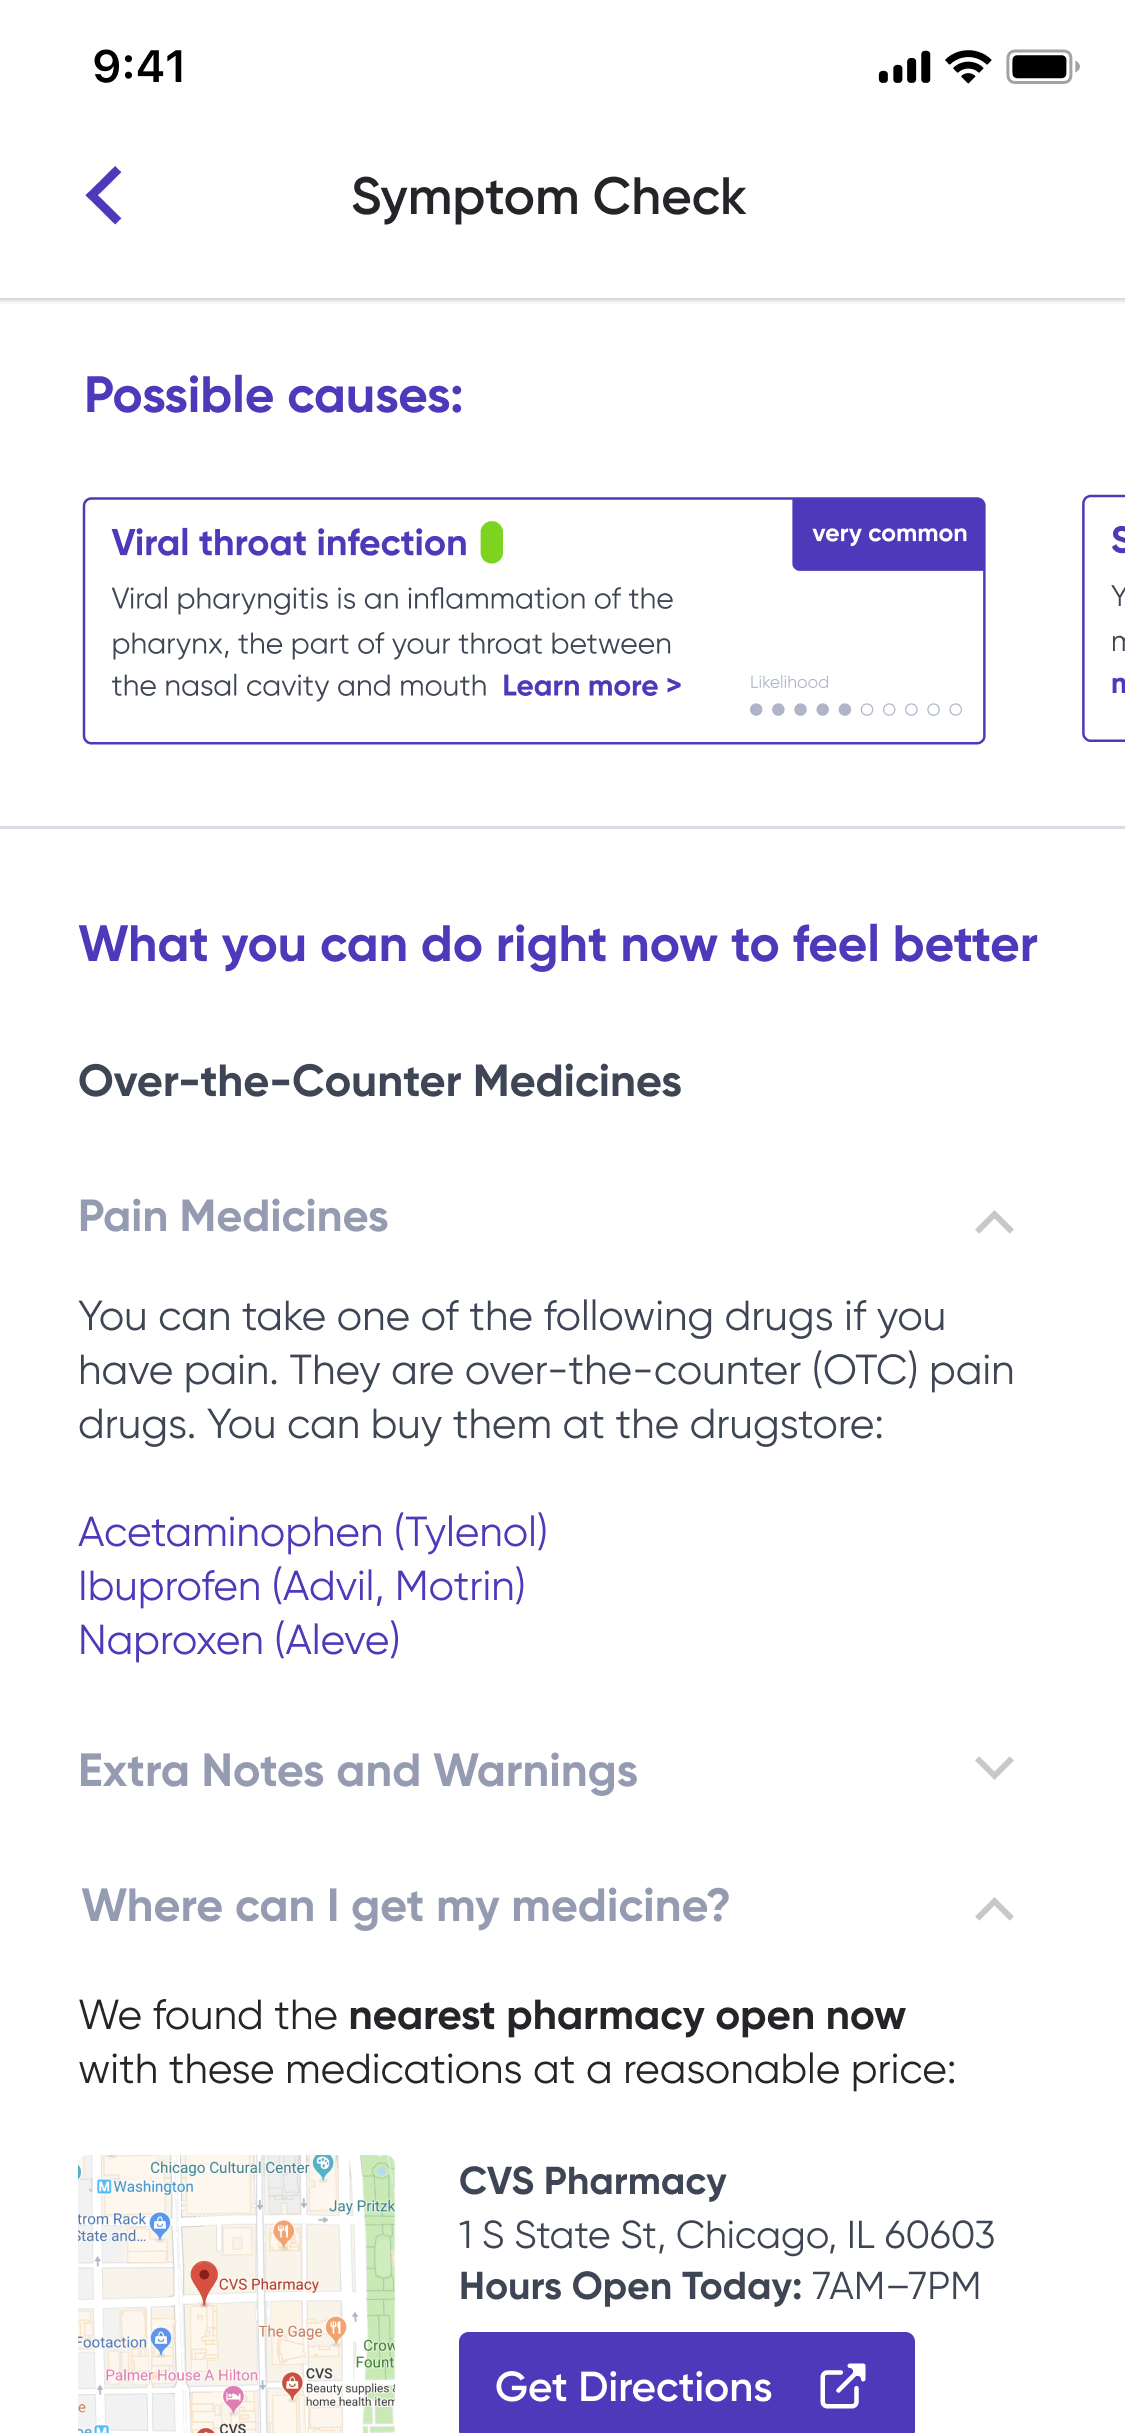 9:41
Symptom Check
Possible causes:
Viral throat infection
very common
Viral pharyngitis is an inflammation of the
pharynx, the part of your throat between
the nasal cavity and mouth Learn more >
Likelihood
What you can do right now to feel better
Over-the-Counter Medicines
Pain Medicines
You can take one of the following drugs if you
have pain. They are over-the-counter (OTC) pain
drugs. You can buy them at the drugstore:
Acetaminophen (Tylenol)
Ibuprofen (Advil, Motrin)
Naproxen (Aleve)
Extra Notes and Warnings
Where can I get my medicine?
We found the nearest pharmacy open now
with these medications at a reasonable price:
Chicago Cultural Center
M Washington
Jay Pritzk
trom Rack
State and...
CVS Pharmacy
The Gage
Footaction
Crow
Fount
Palmer House A Hilton
CVS
Beauty supplies &
home health item
CVS
CVS Pharmacy
1 S State St, Chicago, IL 60603
Hours Open Today: 7AM–7PM
Get Directions